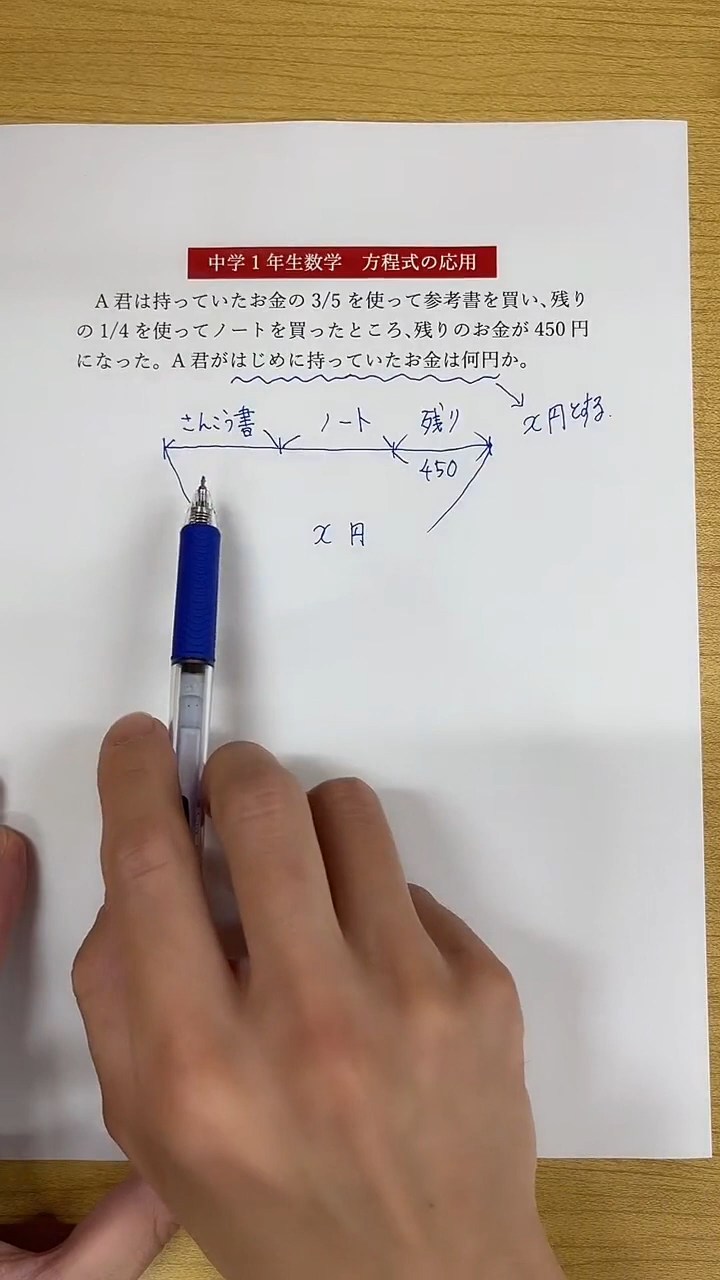 中学1年生数学　方程式の応用
A君は持っていたお金の3/5を使って参考書を買い、残り
の1/4を使ってノートを買ったところ、残りのお金が450円
になった。A君がはじめに持っていたお金は何円か。
x円とする.
さんこう書 ノート 残り
450
x 円